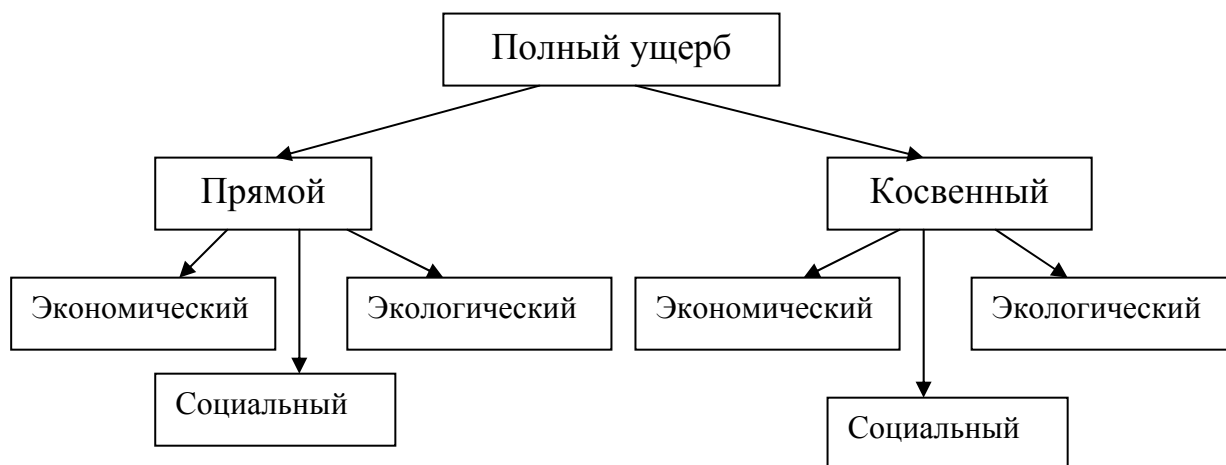 Полный ущерб
Прямой
Косвенный
Экономический
Экологический
Экономический
Экологический
Социальный
Социальный